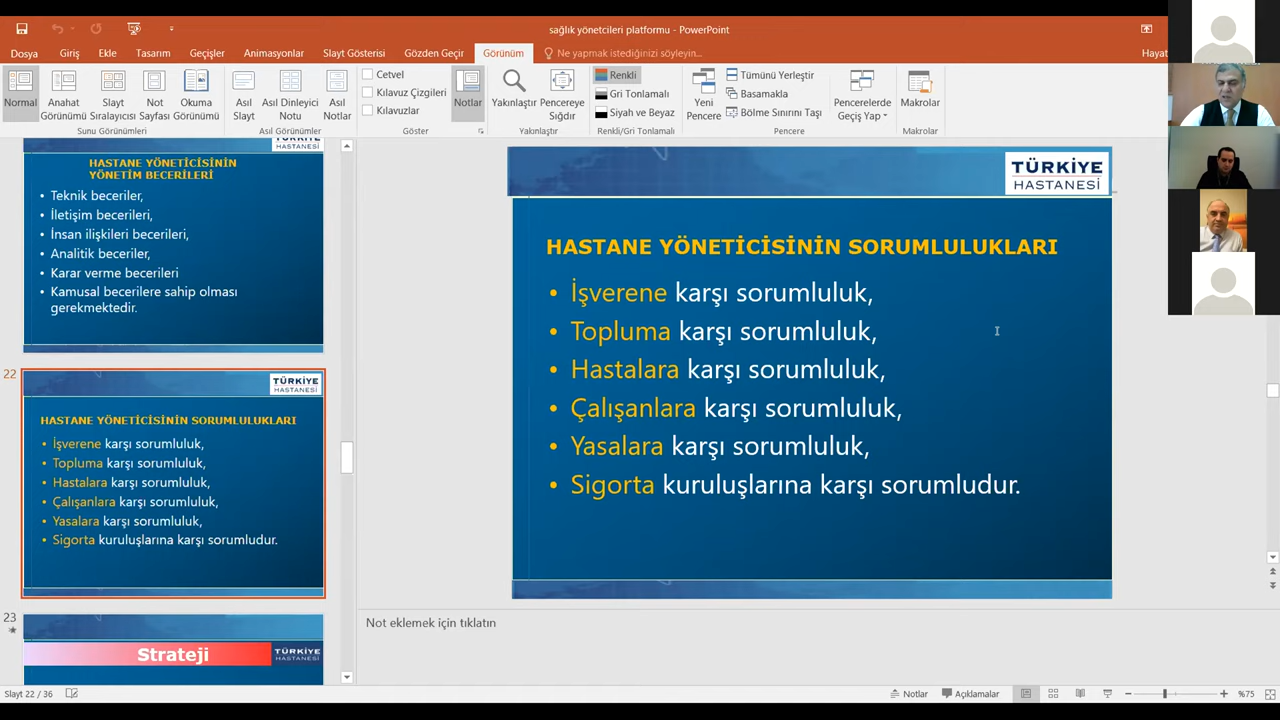 sağlık yönetcileri platformu - PowerPoint
Dosya Giriş Ekle Tasarım Geçişler Animasyonlar Slayt Gösterisi Gözden Geçir Görünüm Ne yapmak istediğinizi söyleyin... Hayat
Normal
Anahat Görünümü
Slayt Sıralayıcısı
Not Sayfası
Okuma Görünümü
Sunu Görünümleri
Asıl Slayt
Asıl Dinleyici Notu
Asıl Notlar
Asıl Görünümler
Cetvel
Kılavuz Çizgileri
Kılavuzlar
Notlar
Göster
Yakınlaştır
Pencereye Sığdır
Yakınlaştır
Renkli
Gri Tonlamalı
Siyah ve Beyaz
Renkli/Gri Tonlamalı
Yeni Pencere
Tümünü Yerleştir
Basamakla
Bölme Sınırını Taşı
Pencerelerde Geçiş Yap
Pencere
Makrolar
Makrolar
TÜRKİYE
HASTANESİ
HASTANE YÖNETİCİSİNİN
YÖNETİM BECERİLERİ
• Teknik beceriler,
• İletişim becerileri,
• İnsan ilişkileri becerileri,
• Analitik beceriler,
• Karar verme becerileri
• Kamusal becerilere sahip olması
gerekmektedir.
22
TÜRKİYE
HASTANESİ
HASTANE YÖNETİCİSİNİN SORUMLULUKLARI
• İşverene karşı sorumluluk,
• Topluma karşı sorumluluk,
• Hastalara karşı sorumluluk,
• Çalışanlara karşı sorumluluk,
• Yasalara karşı sorumluluk,
• Sigorta kuruluşlarına karşı sorumludur.
23
Strateji
TÜRKİYE
HASTANESİ
TÜRKİYE
HASTANESİ
HASTANE YÖNETİCİSİNİN SORUMLULUKLARI
• İşverene karşı sorumluluk,
• Topluma karşı sorumluluk,
• Hastalara karşı sorumluluk,
• Çalışanlara karşı sorumluluk,
• Yasalara karşı sorumluluk,
• Sigorta kuruluşlarına karşı sorumludur.
Not eklemek için tıklatın
Slayt 22 / 36
Notlar
Açıklamalar
%75